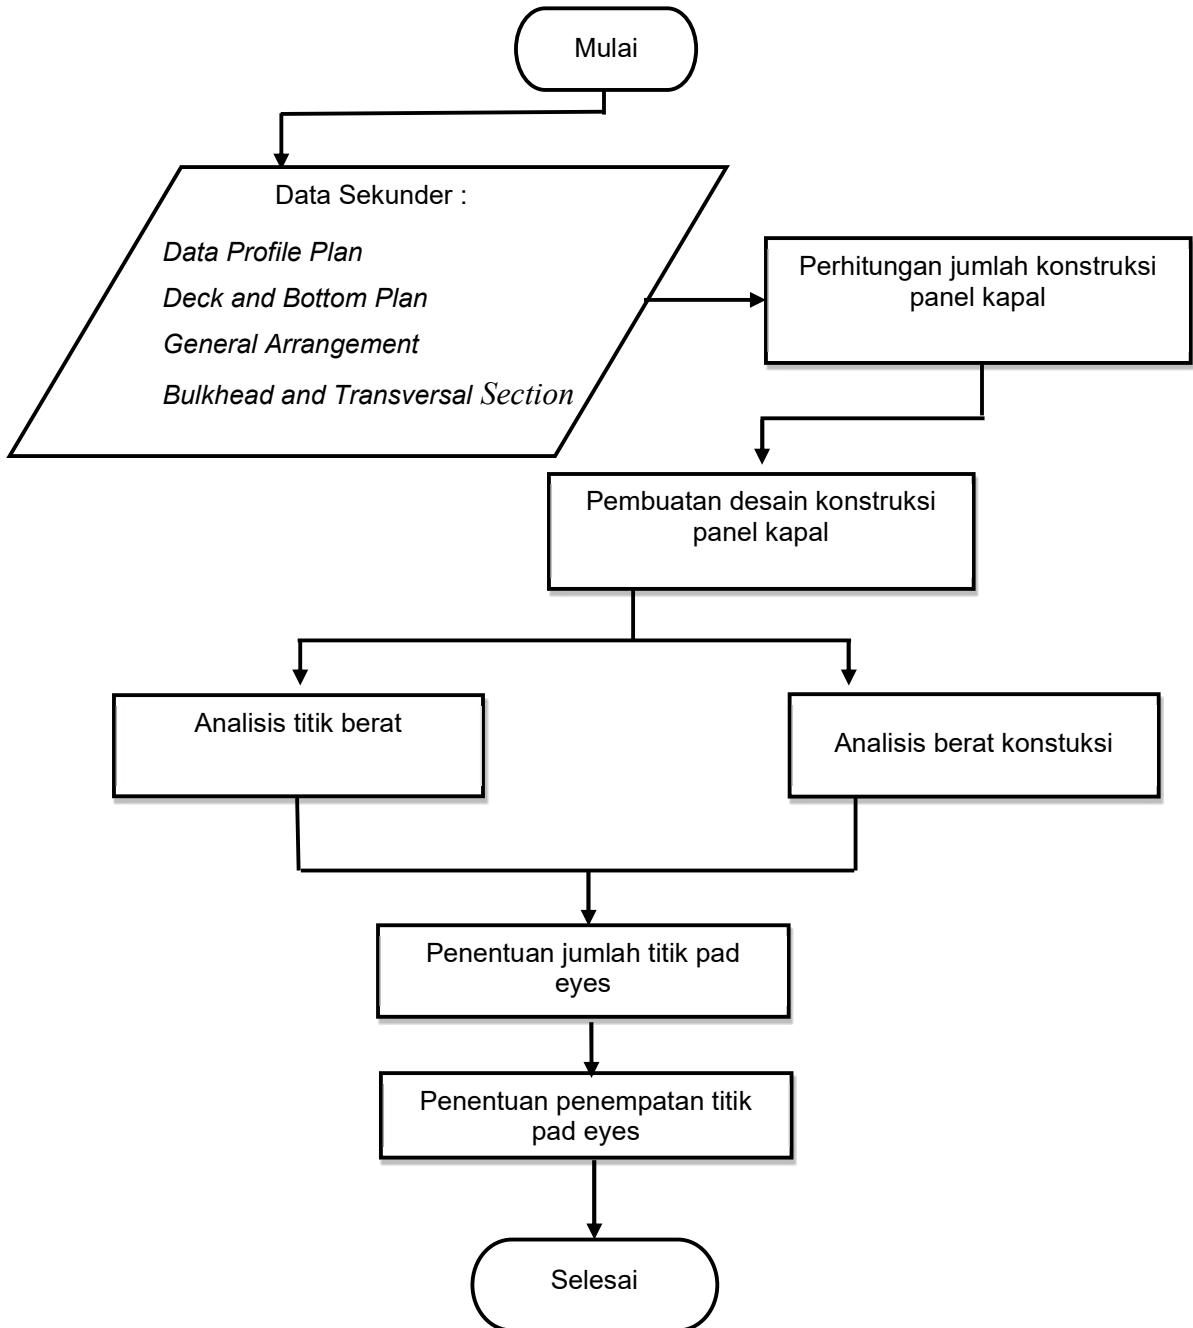 Mulai
Data Sekunder :
Data Profile Plan
Deck and Bottom Plan
General Arrangement
Bulkhead and Transversal Section
Perhitungan jumlah konstruksi
panel kapal
Pembuatan desain konstruksi
panel kapal
Analisis titik berat
Analisis berat konstuksi
Penentuan jumlah titik pad
eyes
Penentuan penempatan titik
pad eyes
Selesai